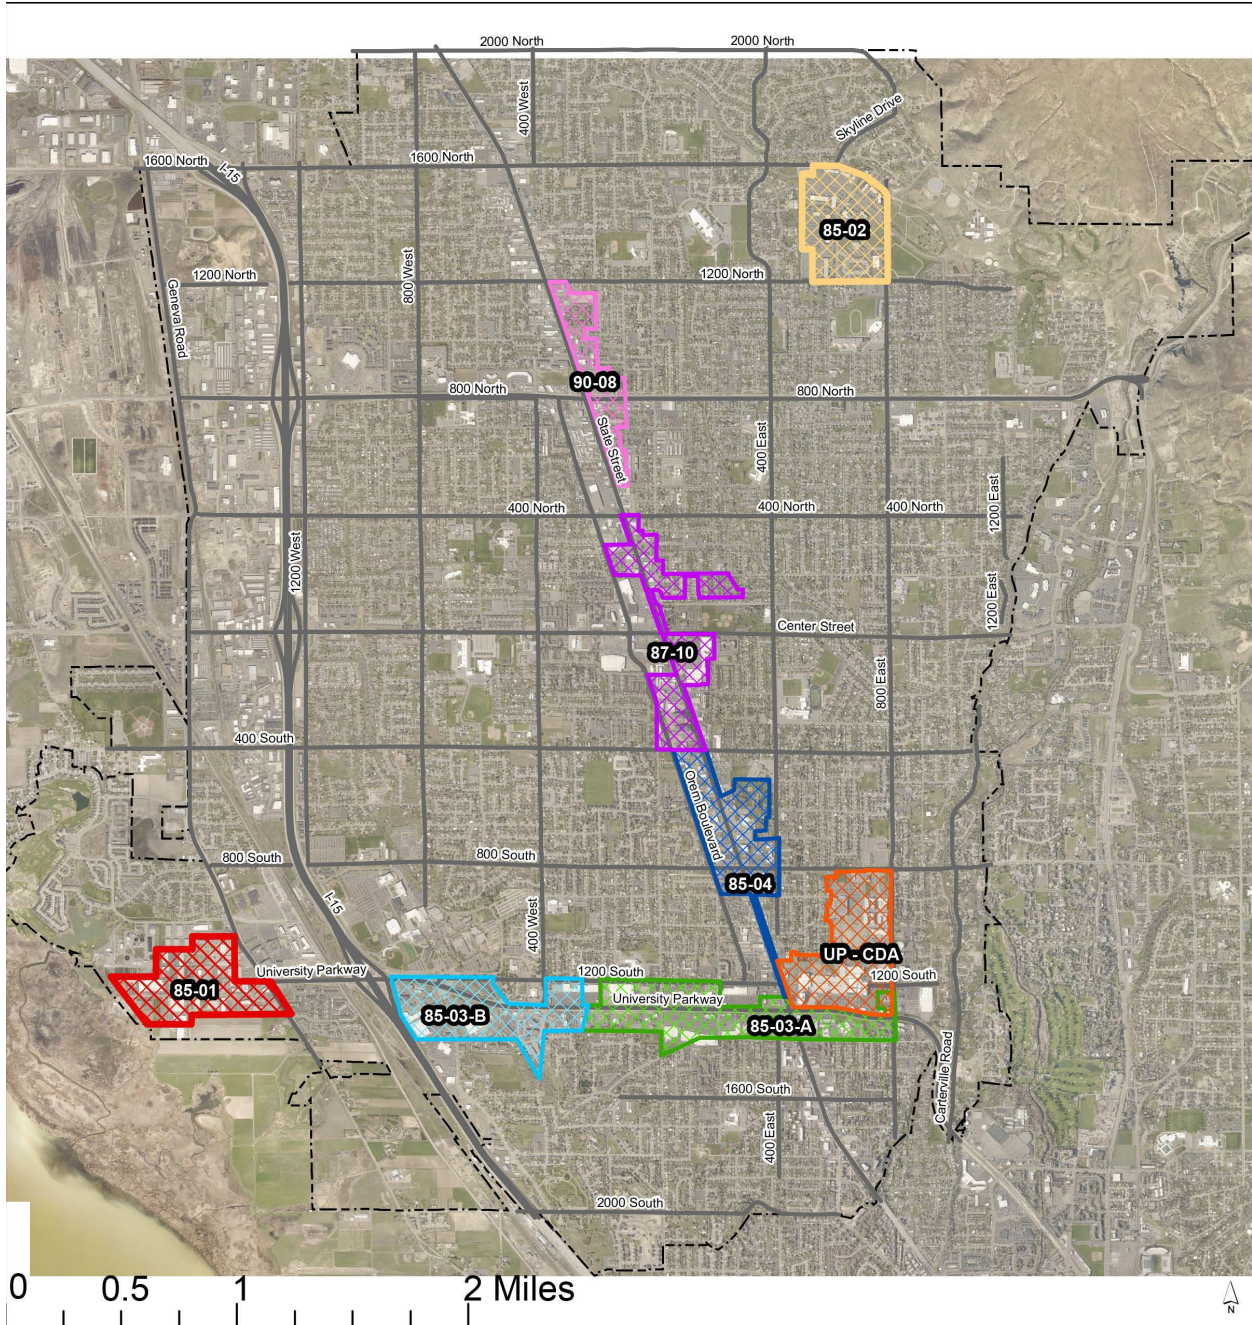 2000 North
2000 North
400 West
Skyline Drive
1600 North
I-15
1600 North
85-02
1200 North
800 West
1200 North
Geneva Road
90-08
800 North
800 North
State Street
400 East
400 North
400 North
400 North
1200 East
1200 West
1200 East
Center Street
87-10
800 East
400 South
Orem Boulevard
800 South
800 South
85-04
I-15
400 West
UP - CDA
University Parkway
1200 South
1200 South
85-01
University Parkway
85-03-B
85-03-A
Carterville Road
1600 South
400 East
2000 South
0 0.5 1 2 Miles
N